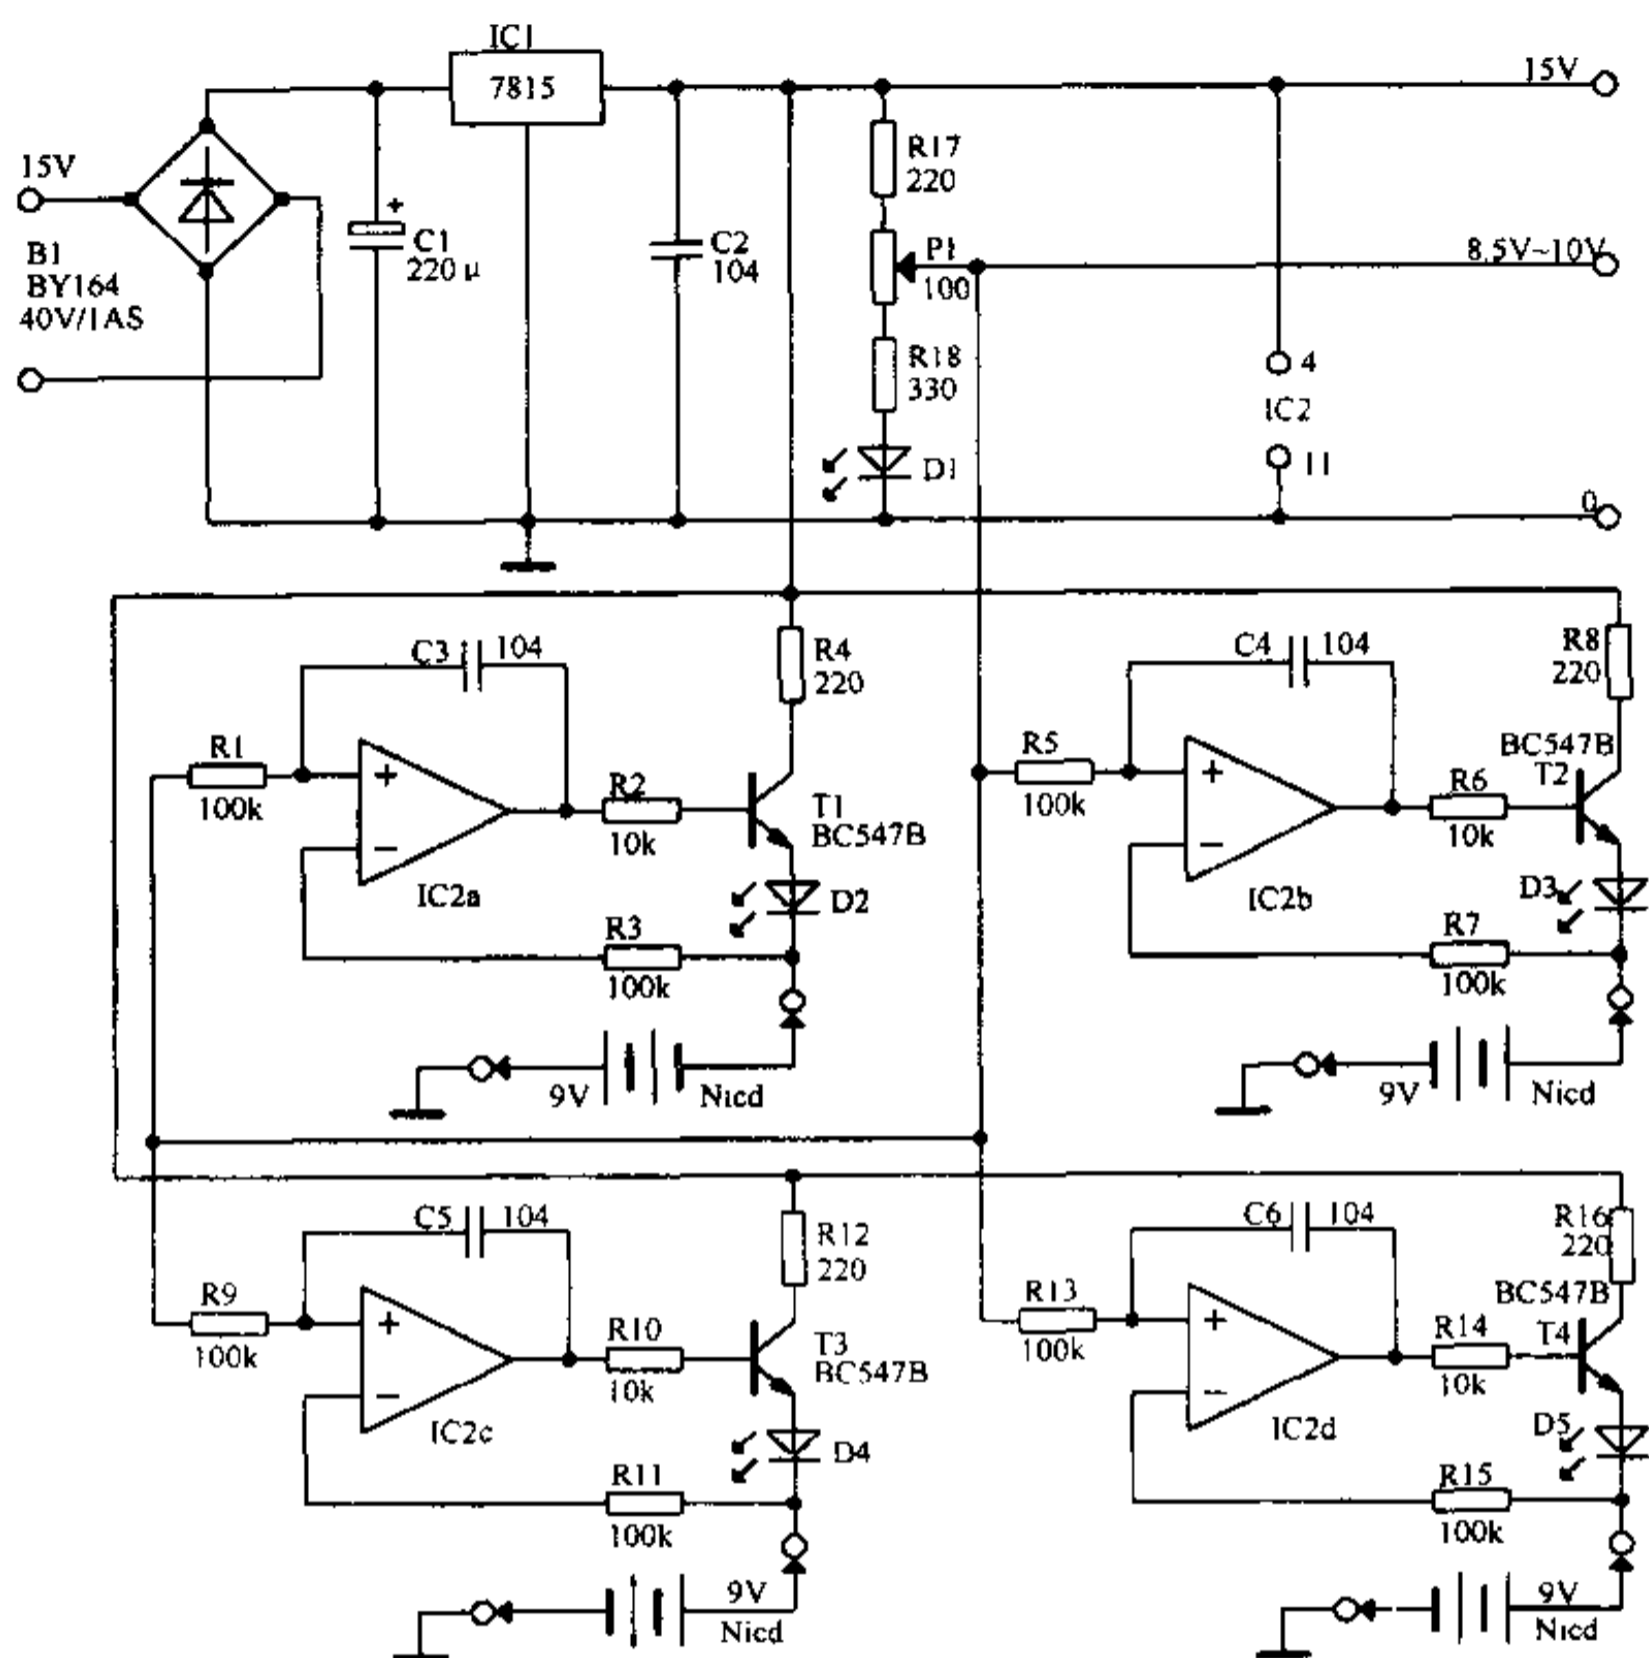 IC1
7815
15V
15V
B1
BY164
40V/1AS
+
C1
220 μ
C2
104
R17
220
P1
100
8.5V~10V
R18
330
4
IC2
11
D1
0
C3 104
R4
220
C4 104
R8
220
R1
100k
+
−
R2
10k
T1
BC547B
IC2a
D2
R3
100k
9V
Nicd
R5
100k
+
−
R6
10k
BC547B
T2
IC2b
D3
R7
100k
9V
Nicd
C5 104
R12
220
C6 104
R16
220
R9
100k
+
−
R10
10k
T3
BC547B
IC2c
D4
R11
100k
9V
Nicd
R13
100k
+
−
R14
10k
BC547B
T4
IC2d
D5
R15
100k
9V
Nicd